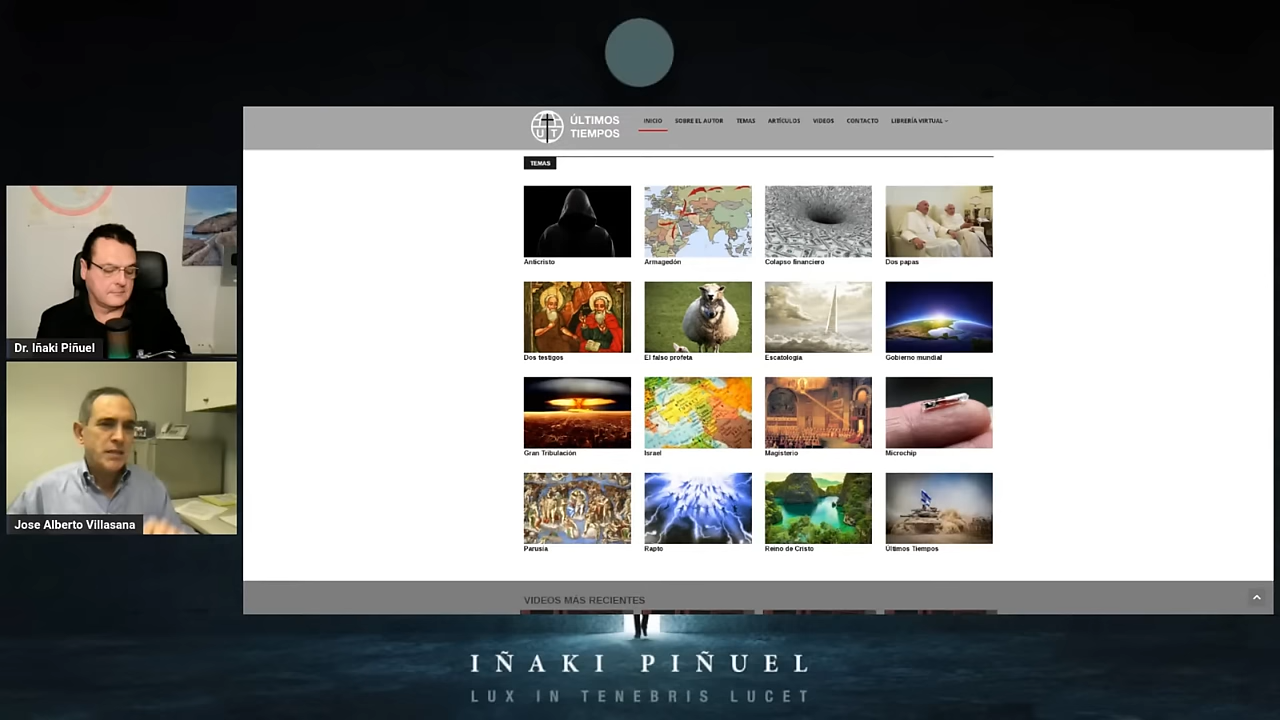 ÚLTIMOS
TIEMPOS
INICIO SOBRE EL AUTOR TEMAS ARTÍCULOS VIDEOS CONTACTO LIBRERÍA VIRTUAL
U T
TEMAS
Anticristo Armagedón Colapso financiero Dos papas
Dos testigos El falso profeta Escatología Gobierno mundial
Gran Tribulación Israel Magisterio Microchip
Parusía Rapto Reino de Cristo Últimos Tiempos
VIDEOS MÁS RECIENTES
Dr. Iñaki Piñuel
Jose Alberto Villasana
IÑAKI PIÑUEL
LUX IN TENEBRIS LUCET